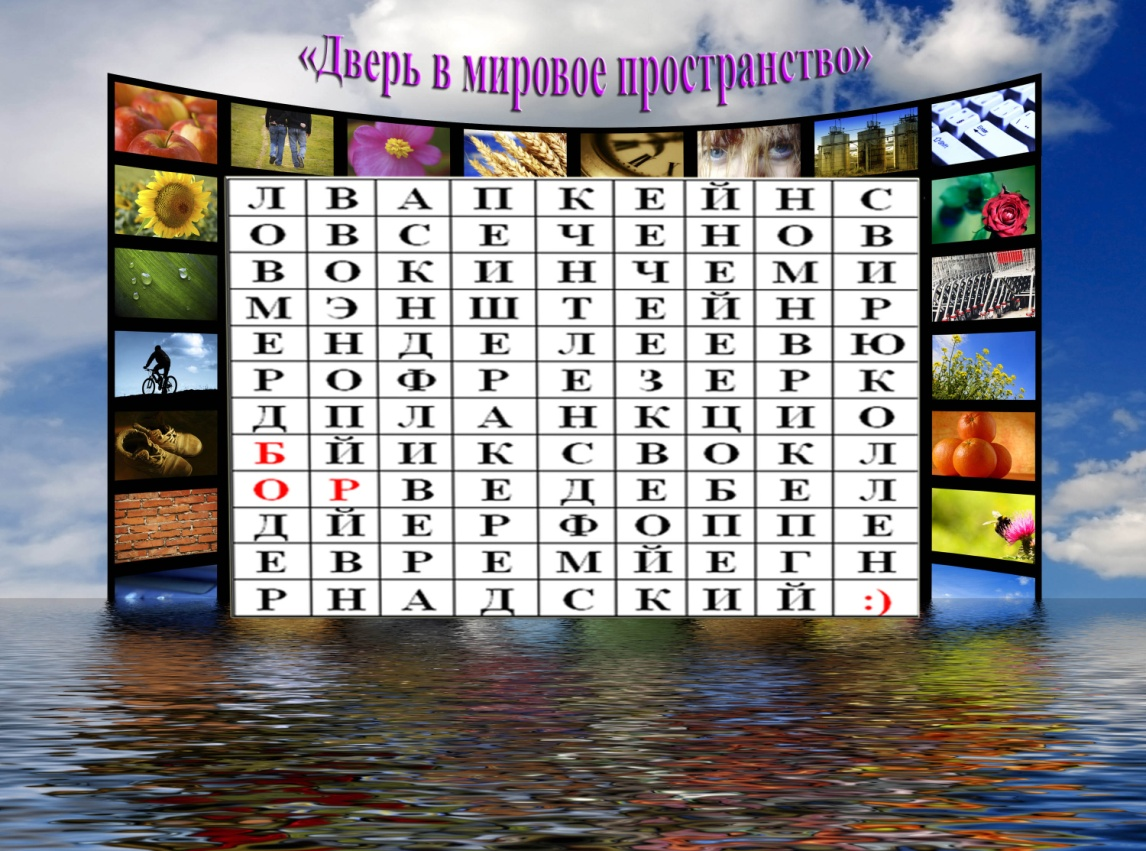 «Дверь в мировое пространство»
Л В А П К Е Й Н С
О В С Е Ч Е Н О В
В О К И Н Ч Е М И
М Э Н Ш Т Е Й Н Р
Е Н Д Е Л Е Е В Ю
Р О Ф Р Е З Е Р К
Д П Л А Н К Ц И О
Б Й И К С В О К Л
О Р В Е Д Е Б Е Л
Д Й Е Р Ф О П П Е
Е В Р Е М Й Е Г Н
Р Н А Д С К И Й :)